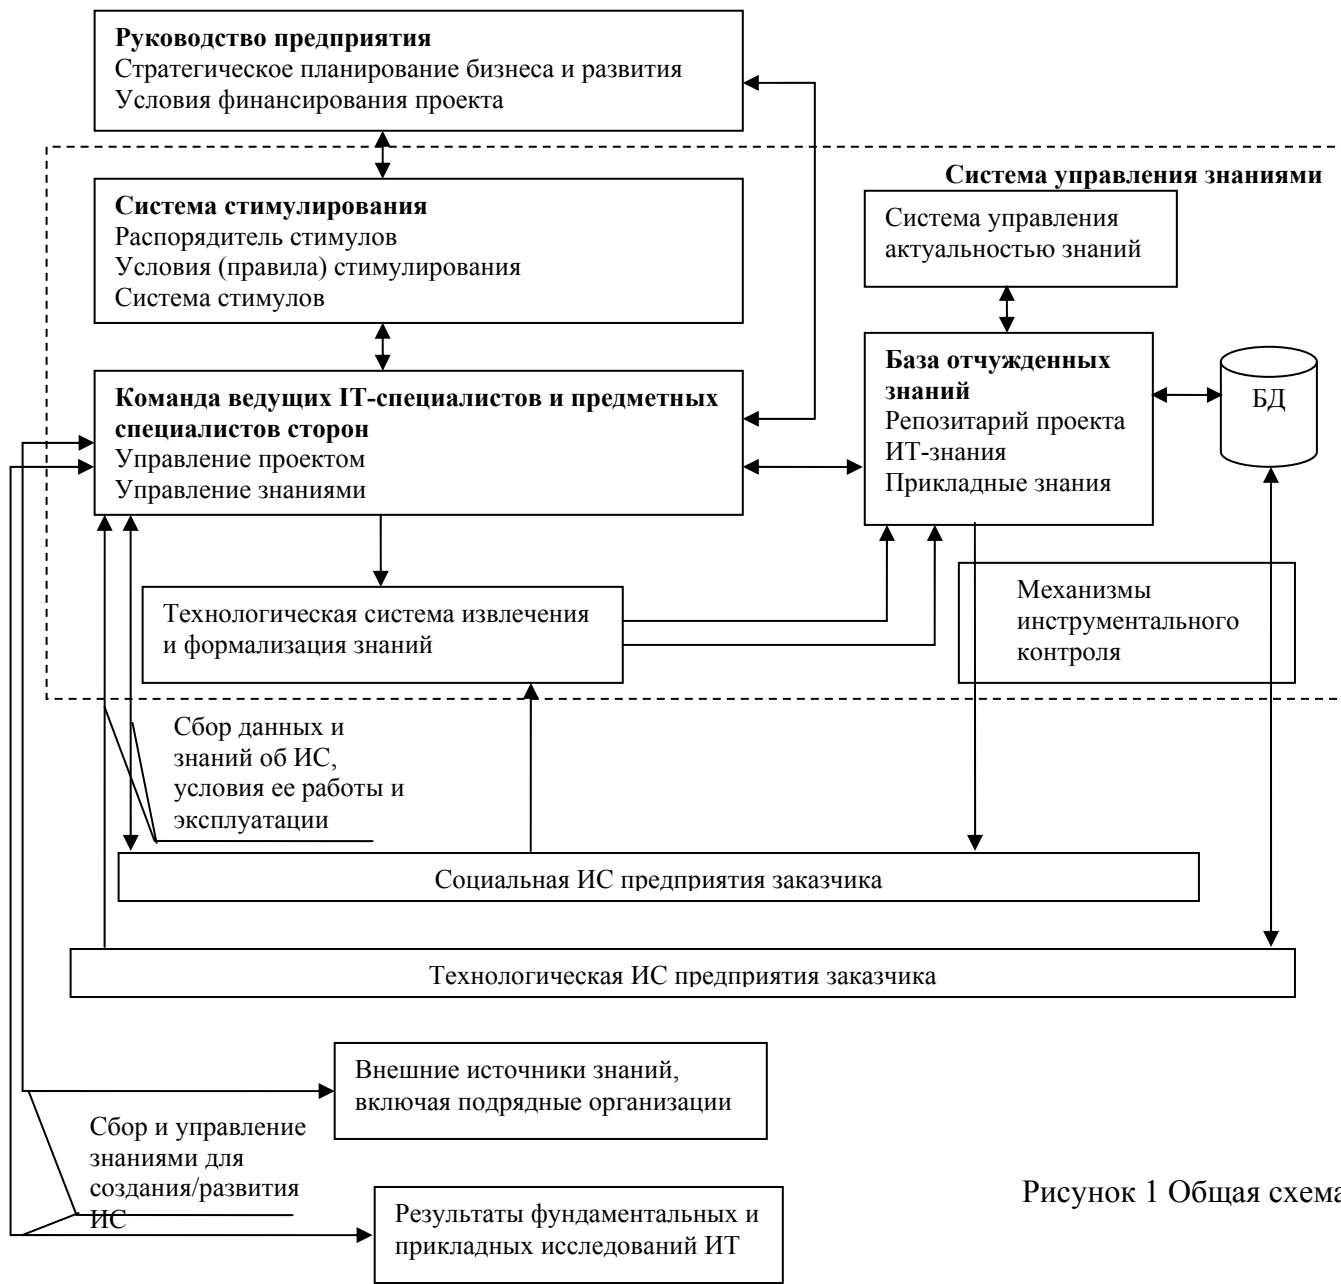 Руководство предприятия
Стратегическое планирование бизнеса и развития
Условия финансирования проекта
Система управления знаниями
Система стимулирования
Распорядитель стимулов
Условия (правила) стимулирования
Система стимулов
Система управления
актуальностью знаний
Команда ведущих IT-специалистов и предметных
специалистов сторон
Управление проектом
Управление знаниями
База отчужденных
знаний
Репозитарий проекта
ИТ-знания
Прикладные знания
БД
Технологическая система извлечения
и формализация знаний
Механизмы
инструментального
контроля
Сбор данных и
знаний об ИС,
условия ее работы и
эксплуатации
Социальная ИС предприятия заказчика
Технологическая ИС предприятия заказчика
Внешние источники знаний,
включая подрядные организации
Сбор и управление
знаниями для
создания/развития
ИС
Результаты фундаментальных и
прикладных исследований ИТ
Рисунок 1 Общая схема